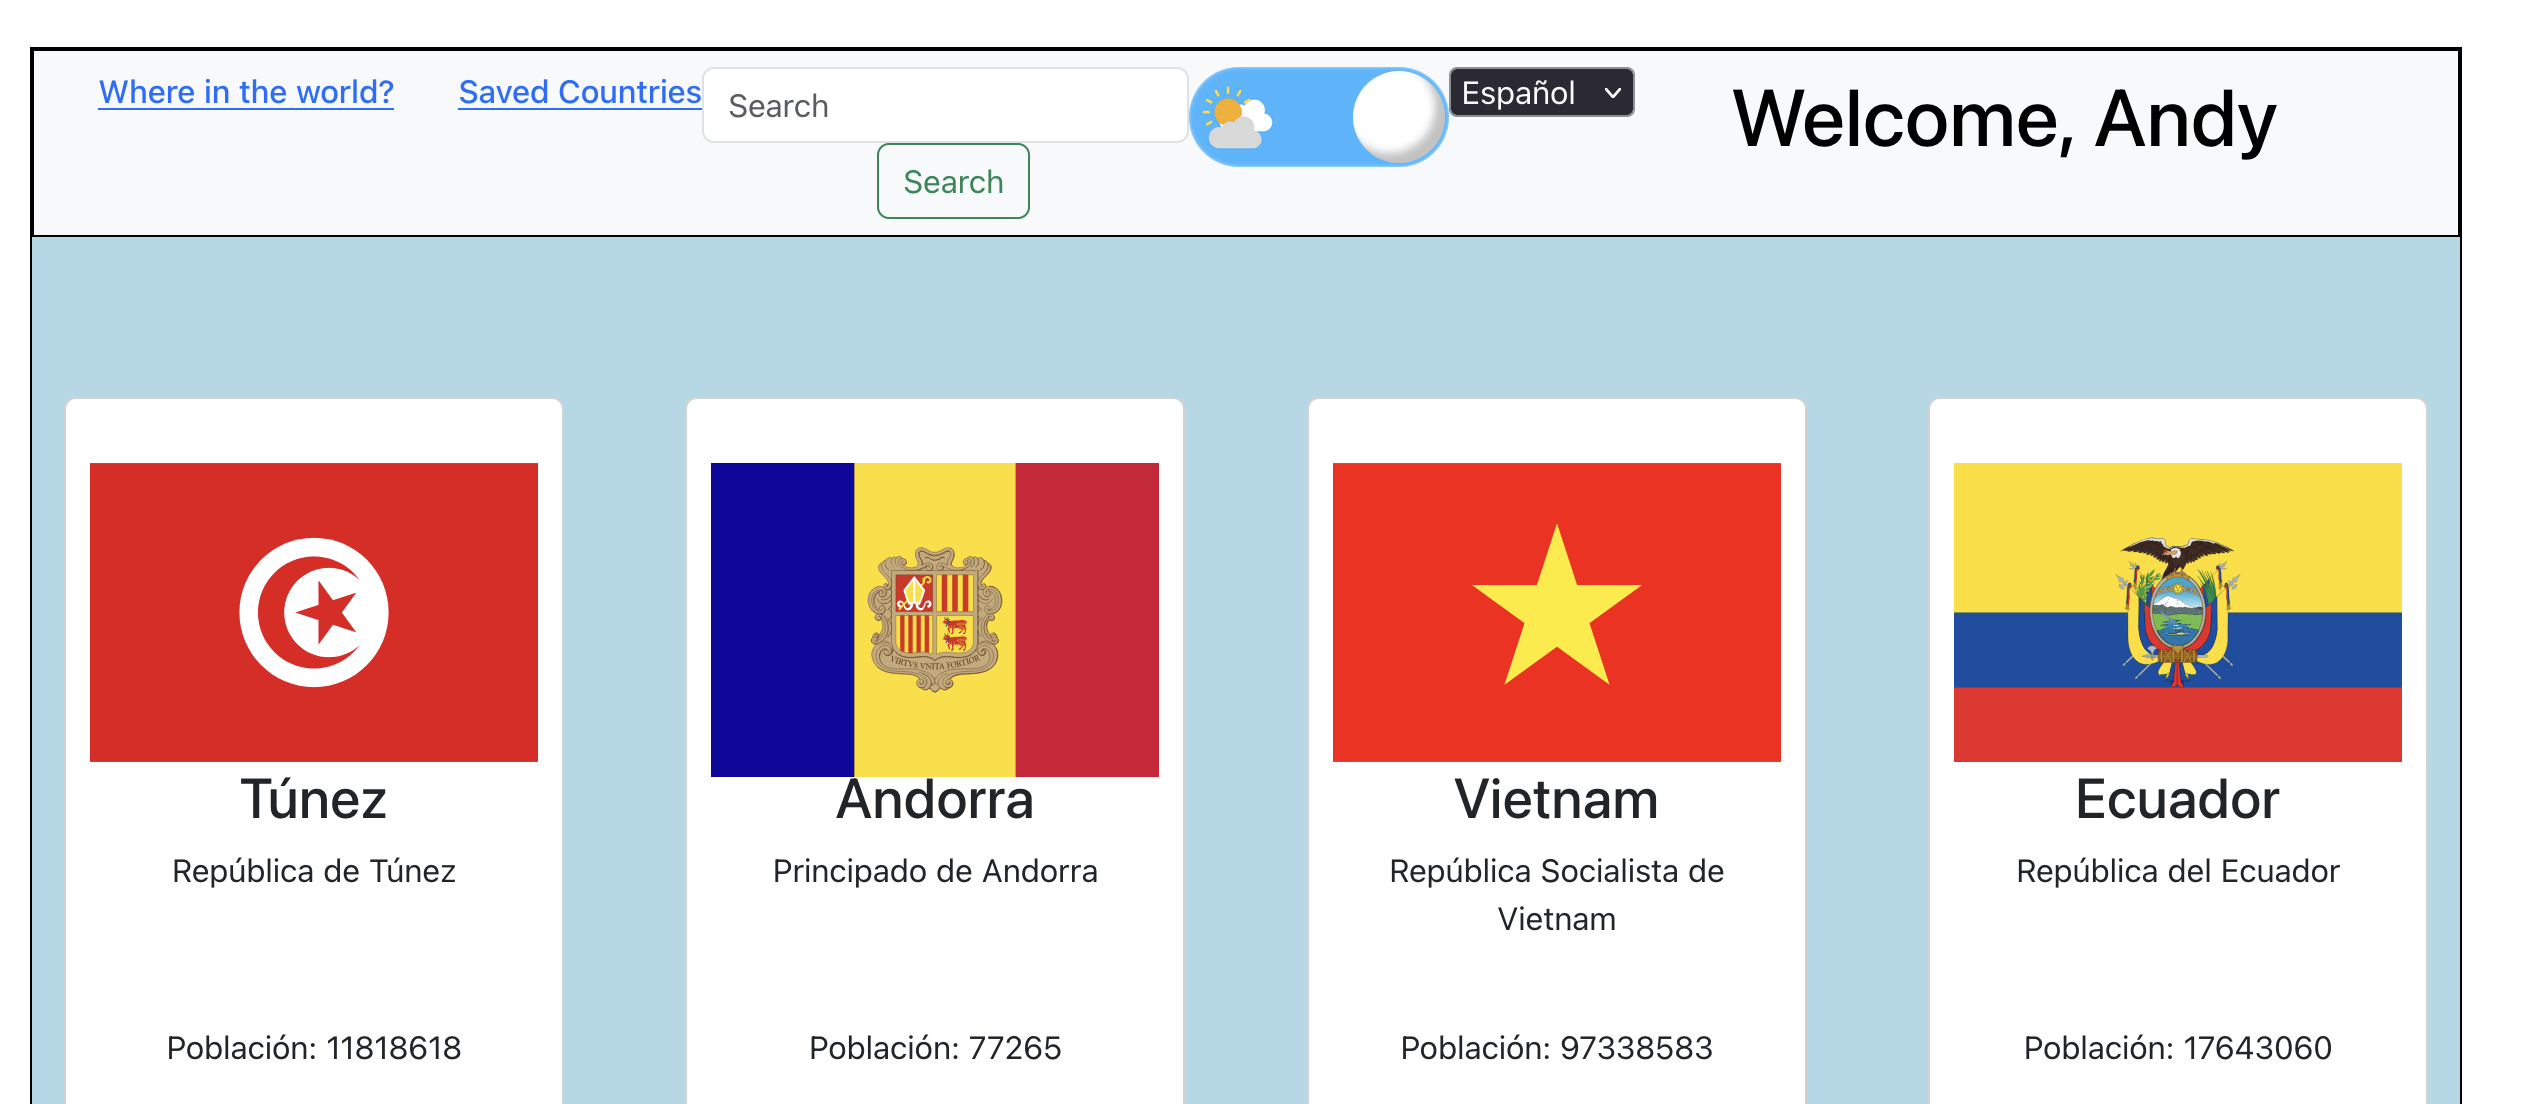 Where in the world?
Saved Countries
Search
Español
Welcome, Andy
Search
VIRTVS VNITA FORTIOR
Túnez
República de Túnez
Población: 11818618
Andorra
Principado de Andorra
Población: 77265
Vietnam
República Socialista de
Vietnam
Población: 97338583
Ecuador
República del Ecuador
Población: 17643060